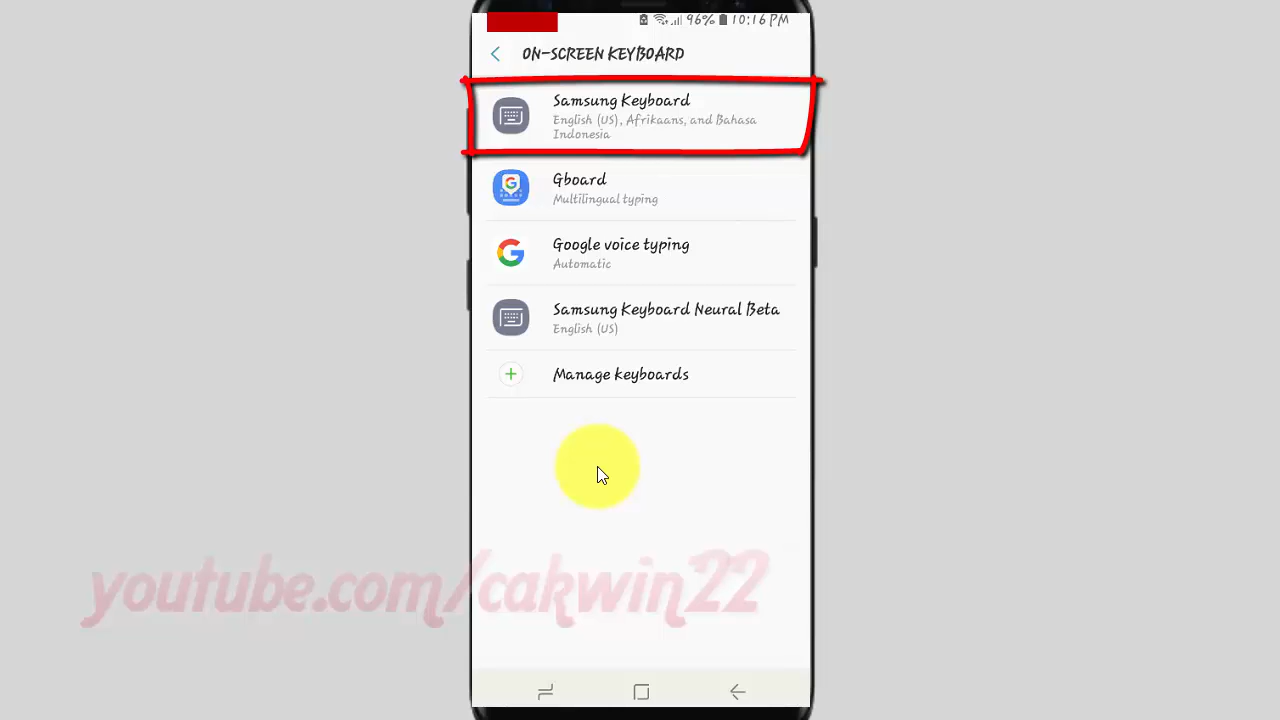 96% 10:16 PM
ON-SCREEN KEYBOARD
Samsung Keyboard
English (US), Afrikaans, and Bahasa
Indonesia
Gboard
Multilingual typing
Google voice typing
Automatic
Samsung Keyboard Neural Beta
English (US)
Manage keyboards
youtube.com/cakwin22